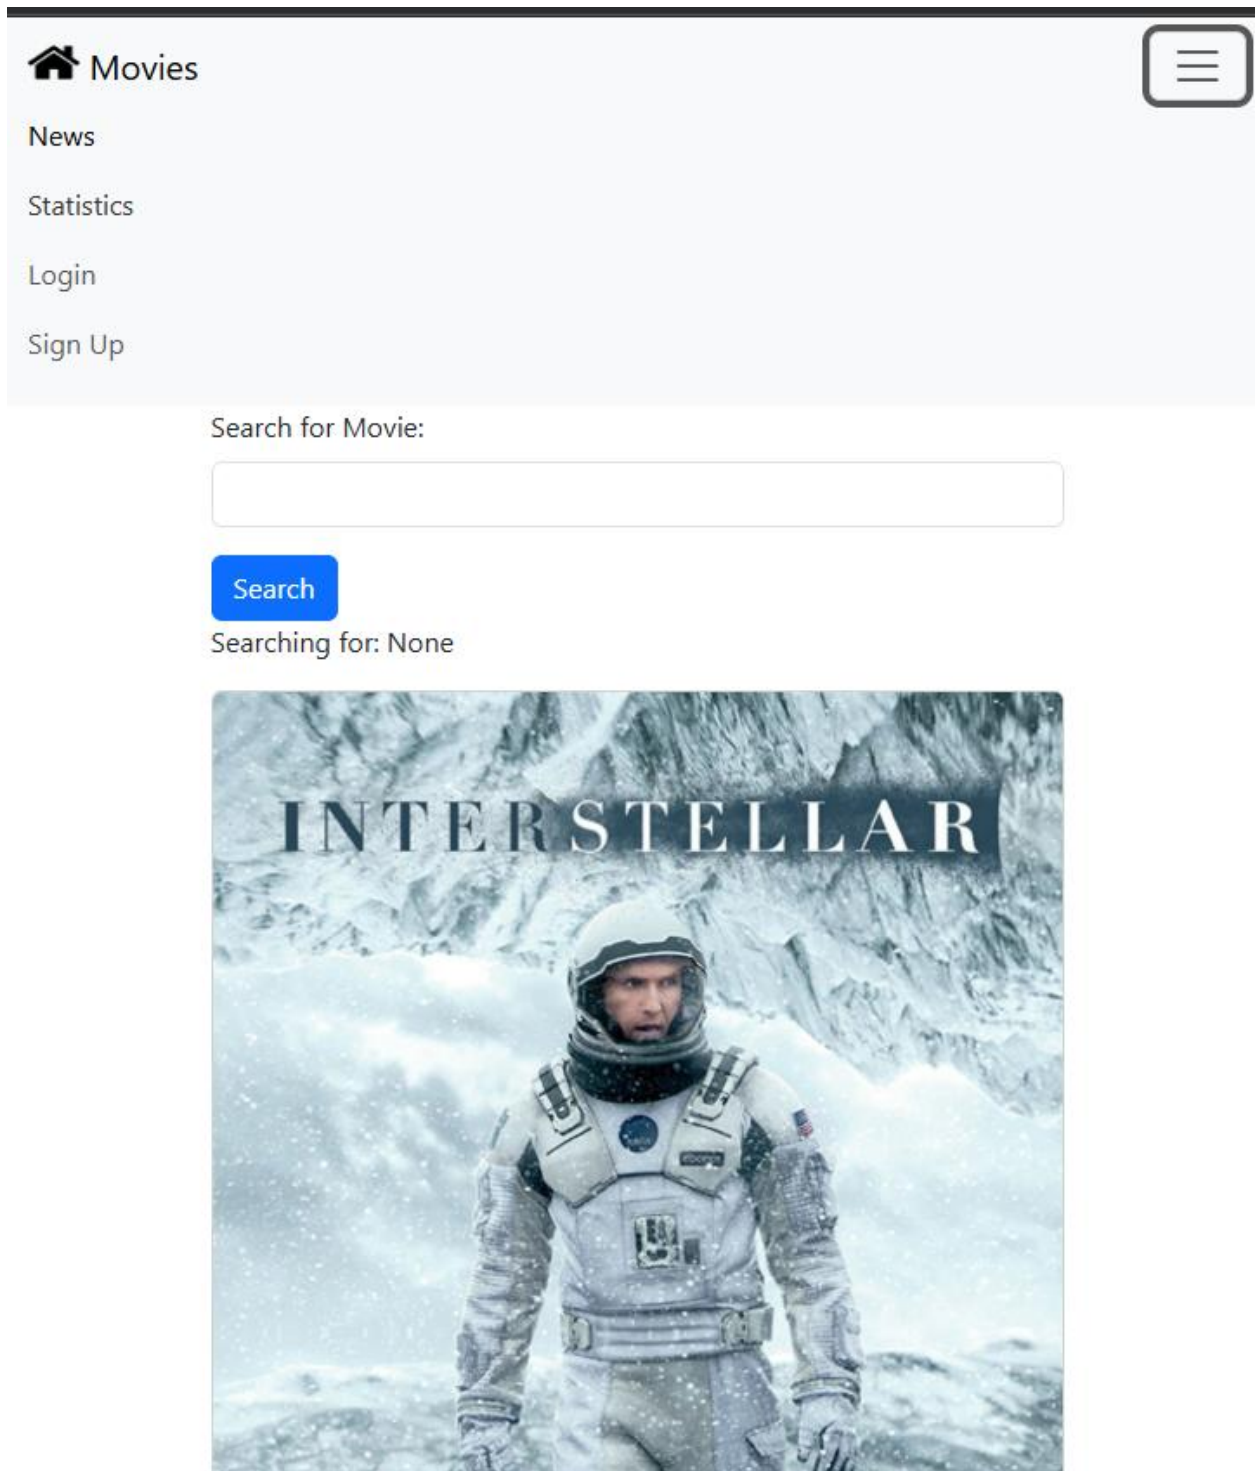 Movies
News
Statistics
Login
Sign Up
Search for Movie:
Search
Searching for: None
INTERSTELLAR